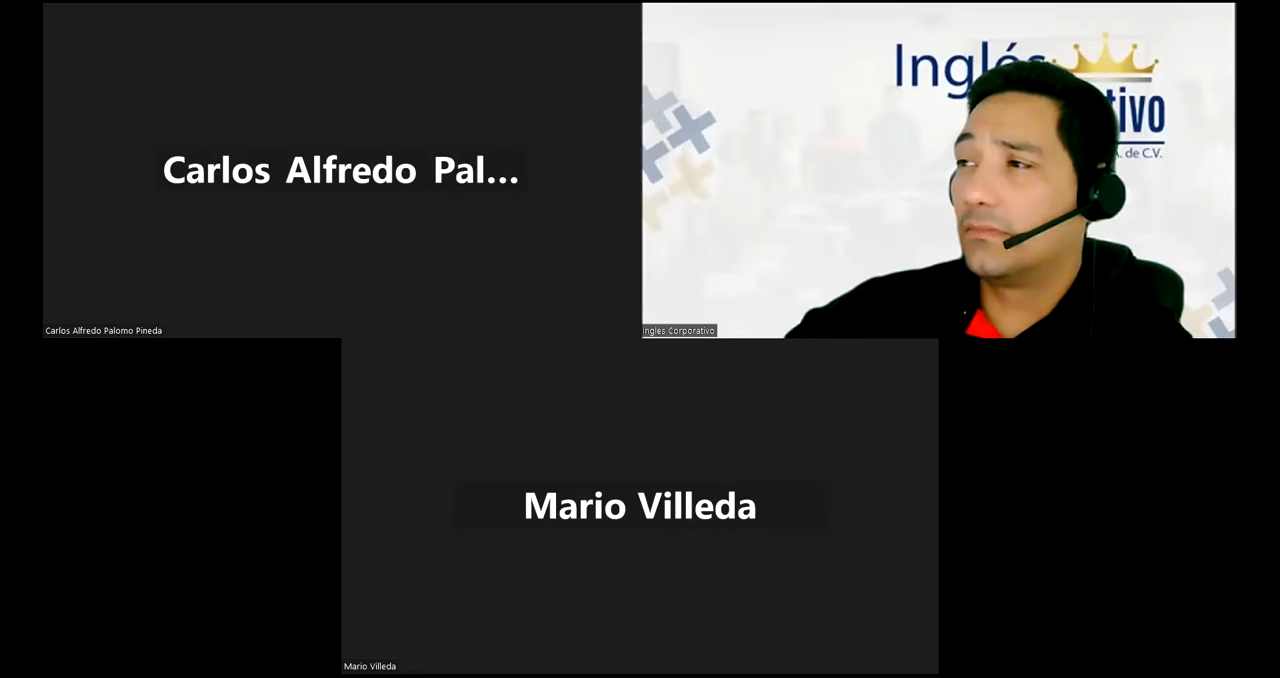 Carlos Alfredo Pal...
Carlos Alfredo Palomo Pineda
Inglés
tivo
. de C.V.
Ingles Corporativo
Mario Villeda
Mario Villeda